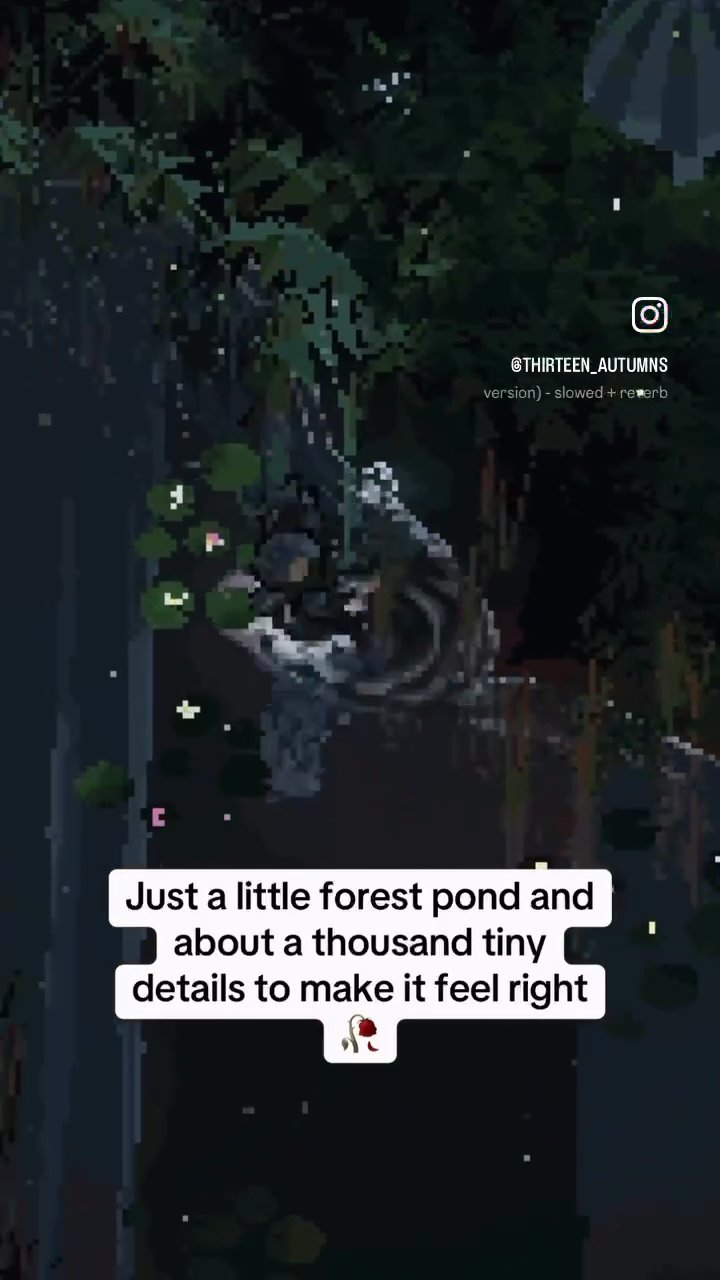 @THIRTEEN_AUTUMNS
version) - slowed + reverb
Just a little forest pond and
about a thousand tiny
details to make it feel right
🥀